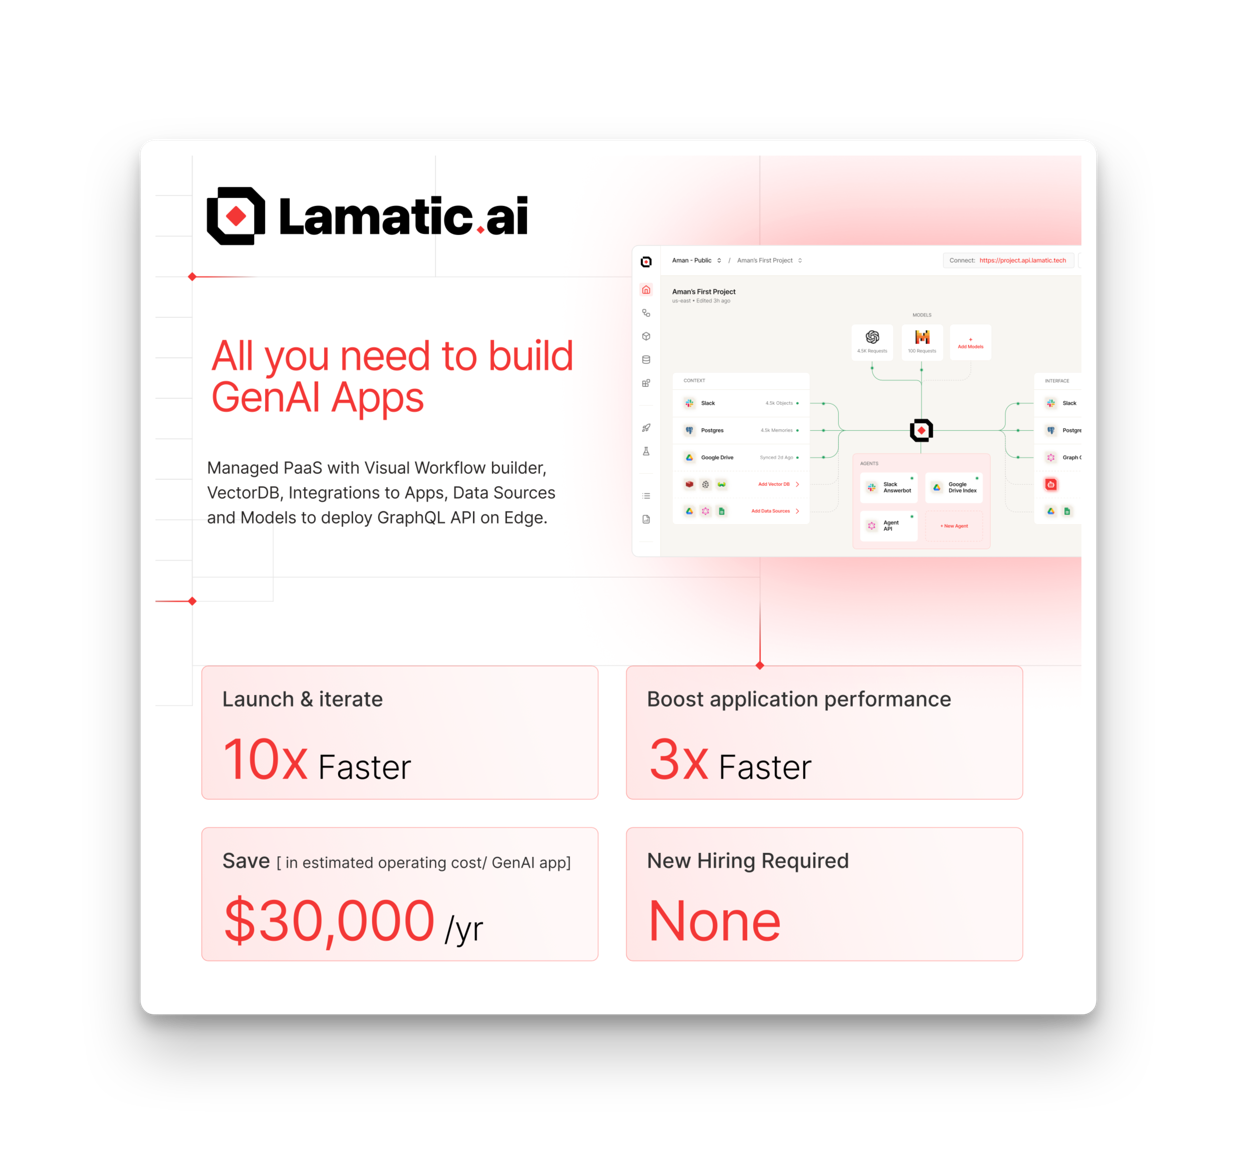 Lamatic.ai
All you need to build
GenAI Apps
Managed PaaS with Visual Workflow builder,
VectorDB, Integrations to Apps, Data Sources
and Models to deploy GraphQL API on Edge.
Aman - Public / Aman's First Project
Connect: https://project.api.lamatic.tech
Aman's First Project
us-east • Edited 3h ago
MODELS
4.5K Requests
100 Requests
+
Add Models
CONTEXT
Slack 4.5k Objects
Postgres 4.5k Memories
Google Drive Synced 2d Ago
Add Vector DB
Add Data Sources
AGENTS
Slack
Answerbot
Google
Drive Index
Agent
API
+ New Agent
INTERFACE
Slack
Postgre
Graph
Launch & iterate
10x Faster
Boost application performance
3x Faster
Save [ in estimated operating cost/ GenAI app]
$30,000 /yr
New Hiring Required
None